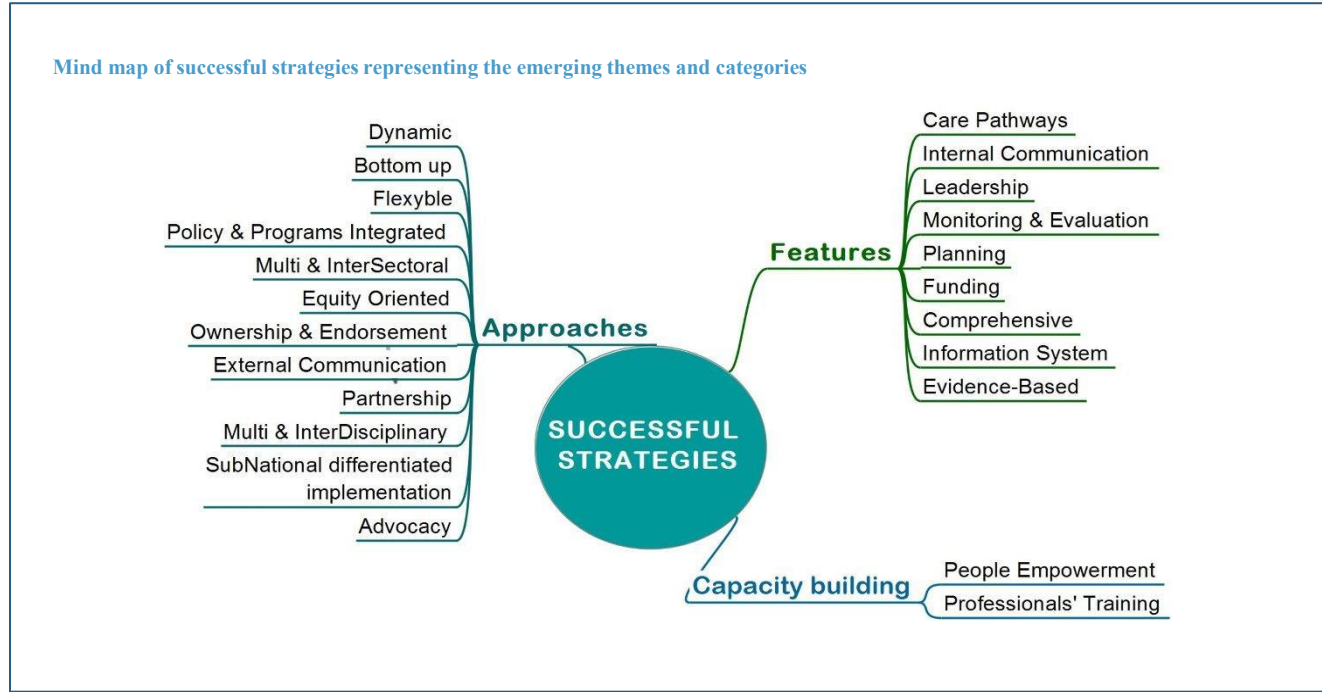 Mind map of successful strategies representing the emerging themes and categories
Dynamic
Bottom up
Flexyble
Policy & Programs Integrated
Multi & InterSectoral
Equity Oriented
Ownership & Endorsement
External Communication
Partnership
Multi & InterDisciplinary
SubNational differentiated
implementation
Advocacy
Approaches
SUCCESSFUL
STRATEGIES
Features
Care Pathways
Internal Communication
Leadership
Monitoring & Evaluation
Planning
Funding
Comprehensive
Information System
Evidence-Based
Capacity building
People Empowerment
Professionals' Training